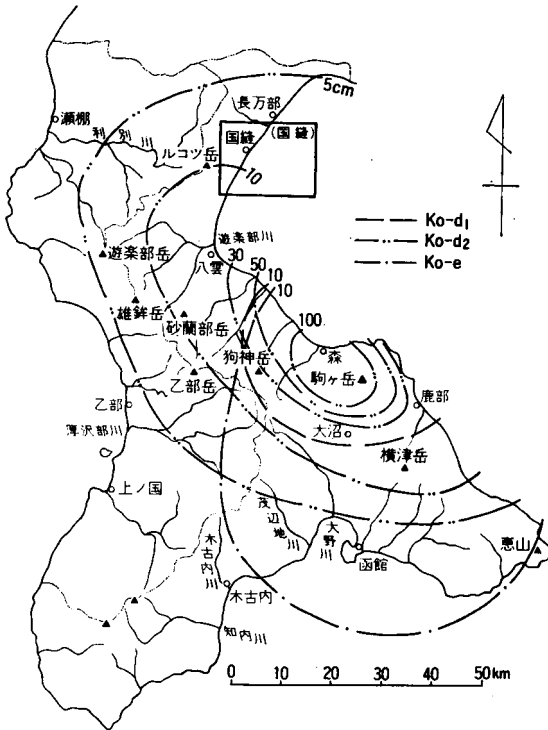 5cm
長万部
瀬棚
利別川
国縫
(国縫)
ルコツ岳
10
Ko-d₁
Ko-d₂
Ko-e
遊楽部川
遊楽部岳
八雲
30
50
10
10
雄鉾岳
砂蘭部岳
100
森
狗神岳
駒ヶ岳
乙部岳
鹿部
乙部
大沼
厚沢部川
横津岳
上ノ国
茂辺地川
大野川
木古内川
函館
恵山
木古内
知内川
0 10 20 30 50km